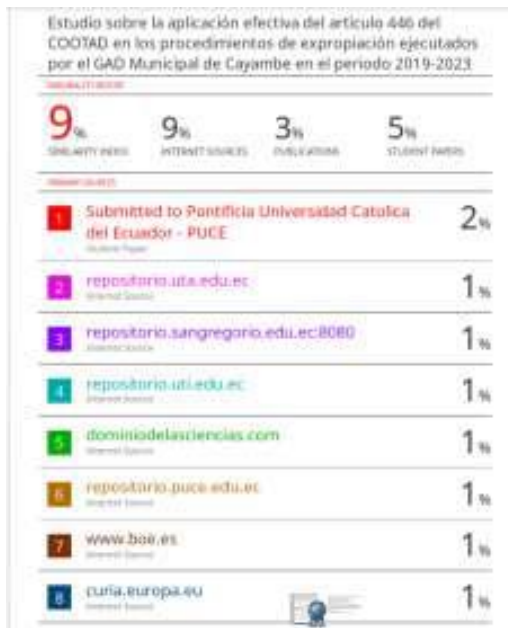 Estudio sobre la aplicación efectiva del artículo 446 del
COOTAD en los procedimientos de expropiación ejecutados
por el GAD Municipal de Cayambe en el periodo 2019-2023
ORIGINALITY REPORT
9% 9% 3% 5%
SIMILARITY INDEX INTERNET SOURCES PUBLICATIONS STUDENT PAPERS
PRIMARY SOURCES
1 Submitted to Pontificia Universidad Catolica 2%
del Ecuador - PUCE
Student Paper
2 repositorio.uta.edu.ec 1%
Internet Source
3 repositorio.sangregorio.edu.ec:8080 1%
Internet Source
4 repositorio.uti.edu.ec 1%
Internet Source
5 dominiodelasciencias.com 1%
Internet Source
6 repositorio.puce.edu.ec 1%
Internet Source
7 www.boe.es 1%
Internet Source
8 curia.europa.eu 1%
Internet Source